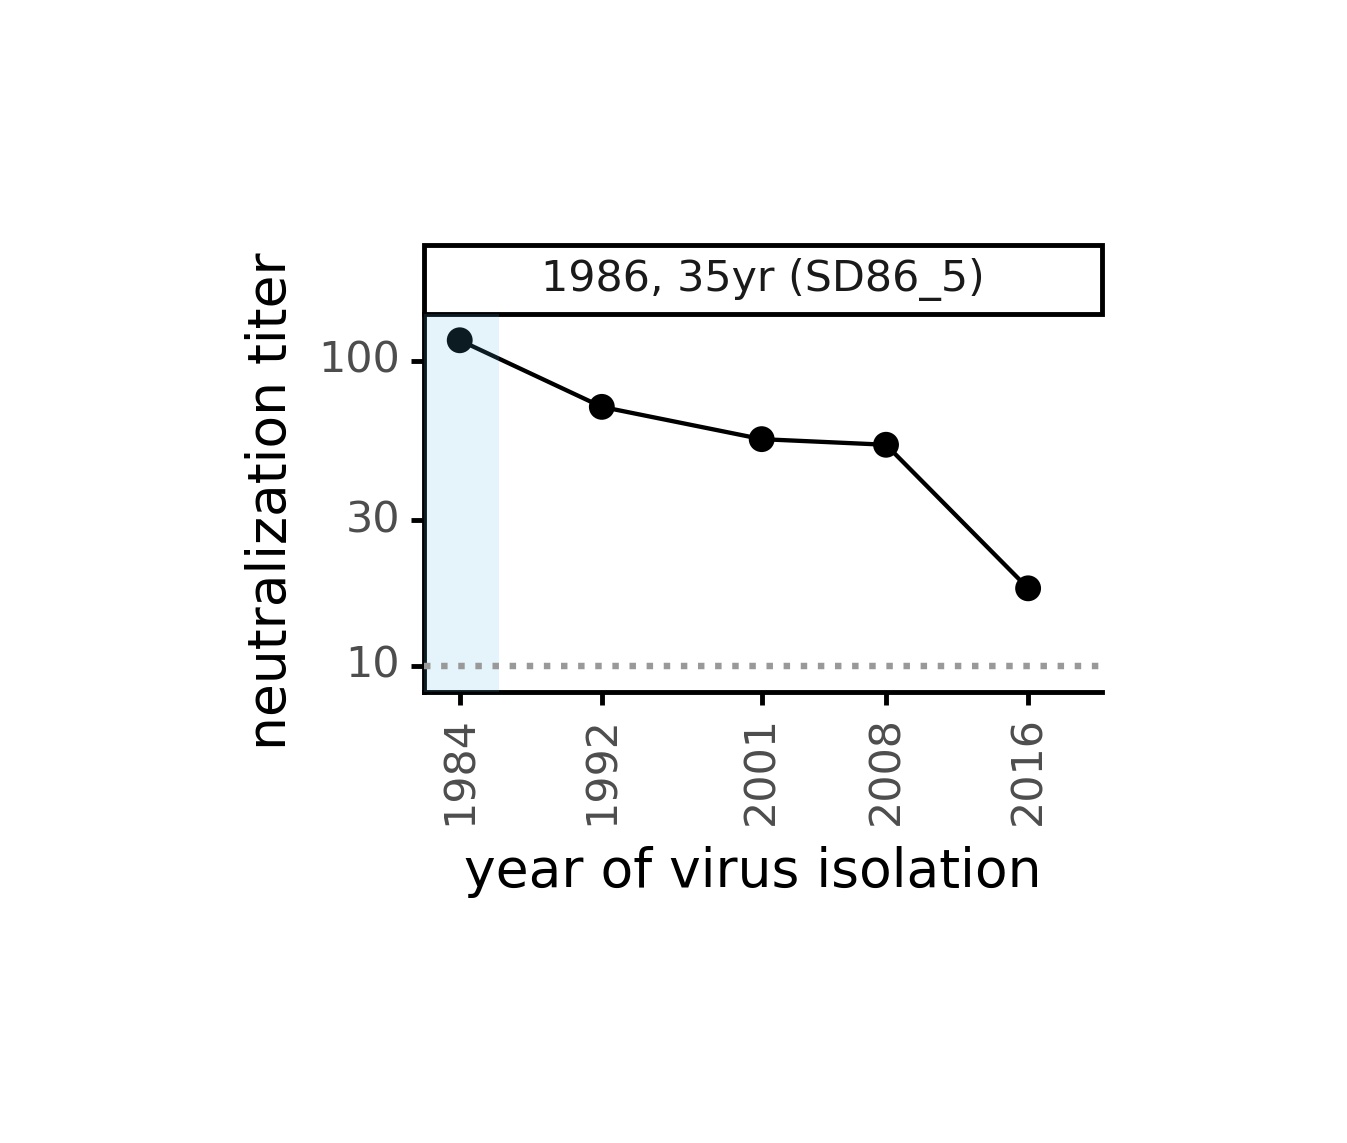 1986, 35yr (SD86_5)
neutralization titer
100
30
10
1984
1992
2001
2008
2016
year of virus isolation